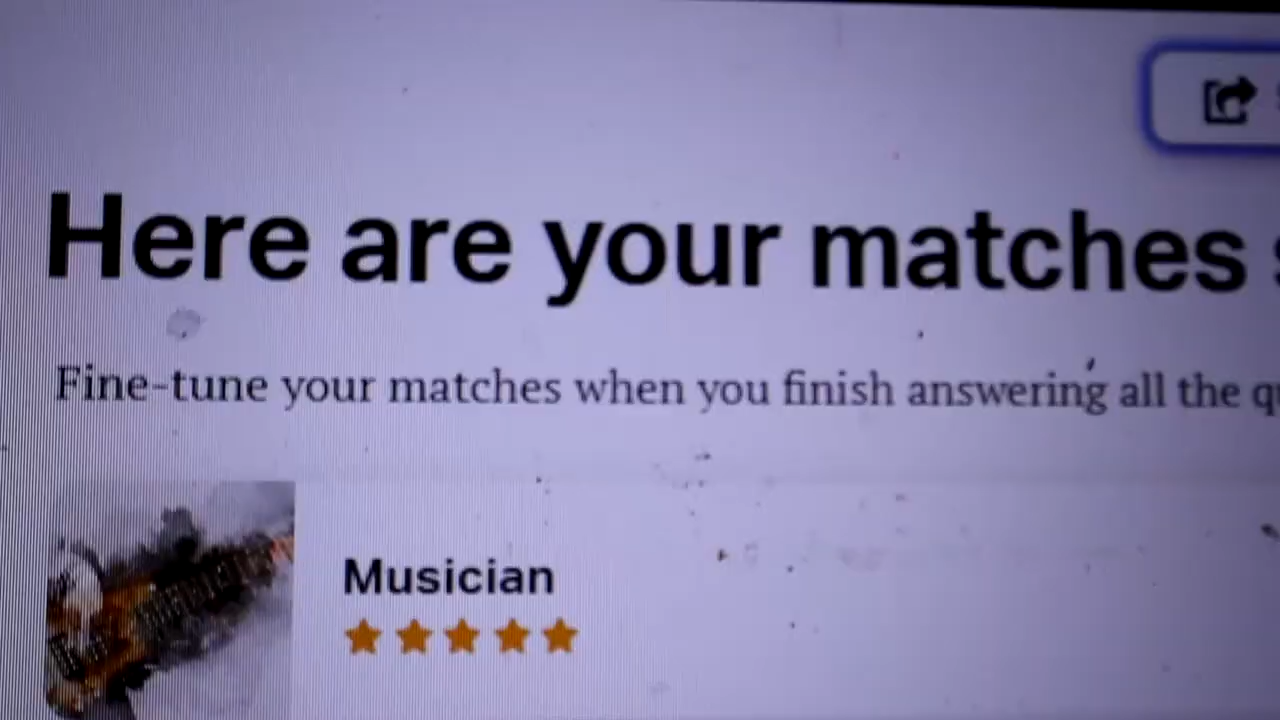 Here are your matches
Fine-tune your matches when you finish answering all the
Musician